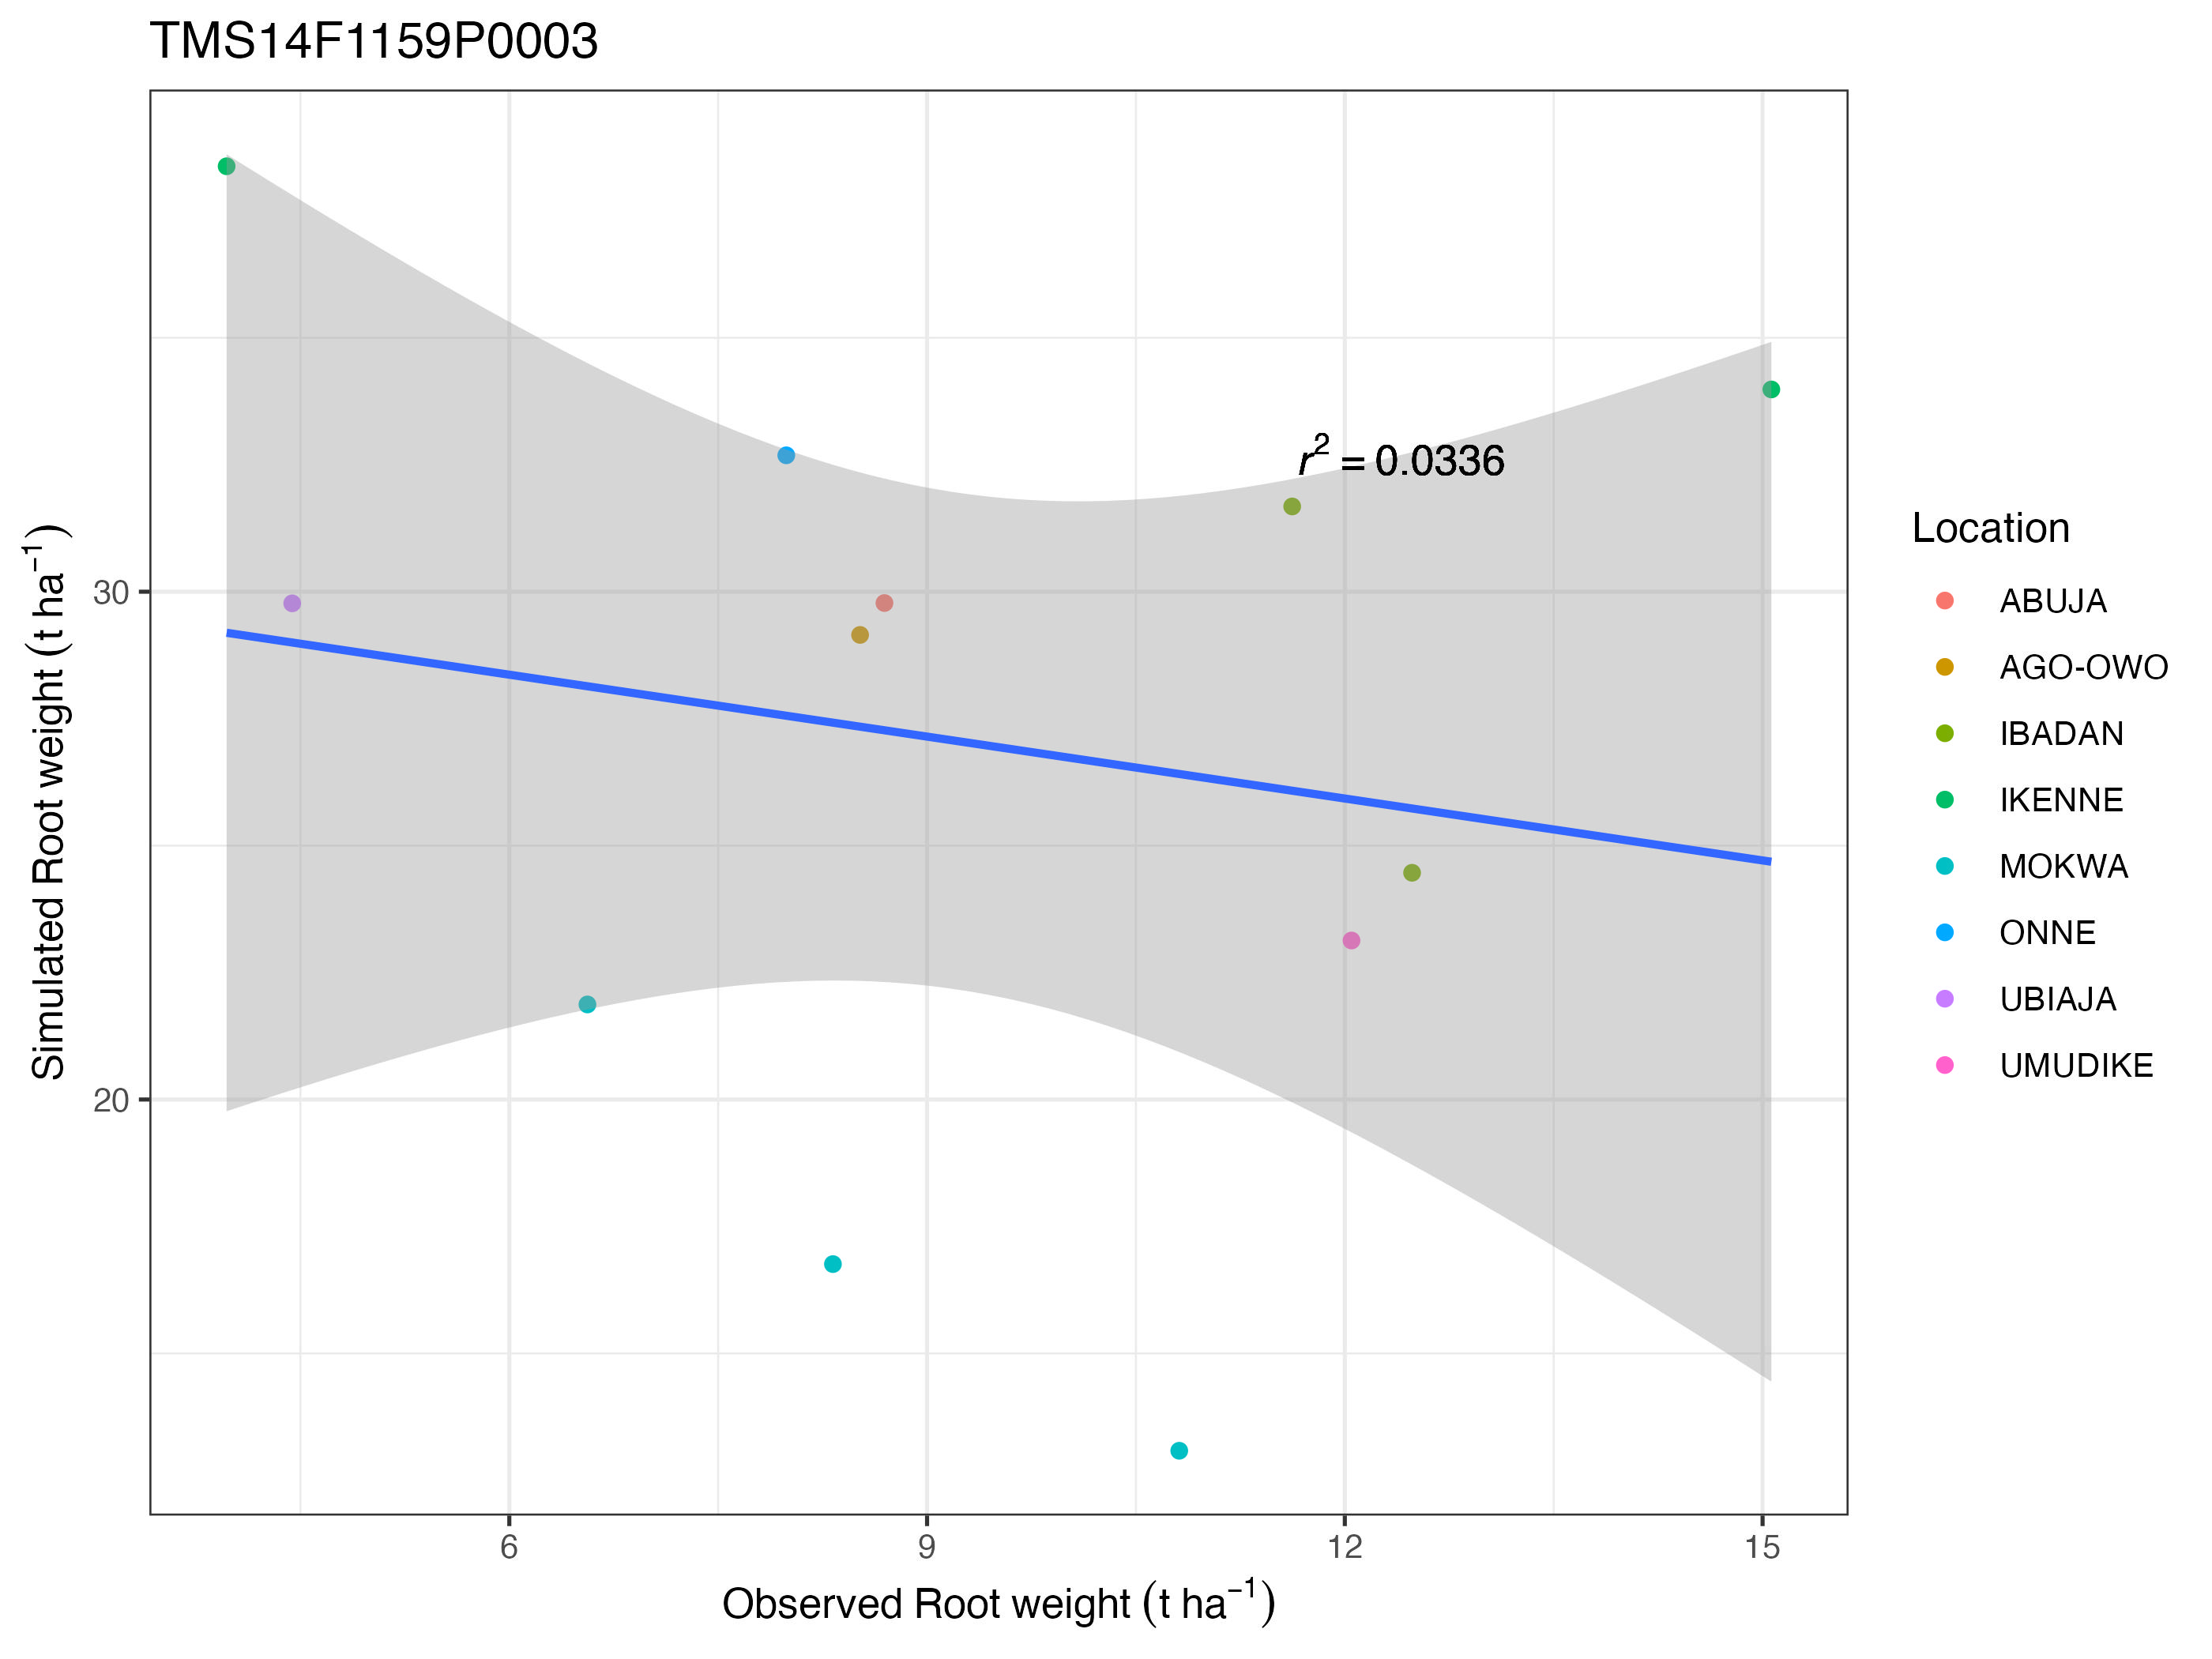 TMS14F1159P0003
r² = 0.0336
30
20
Simulated Root weight (t ha⁻¹)
6 9 12 15
Observed Root weight (t ha⁻¹)
Location
ABUJA
AGO-OWO
IBADAN
IKENNE
MOKWA
ONNE
UBIAJA
UMUDIKE